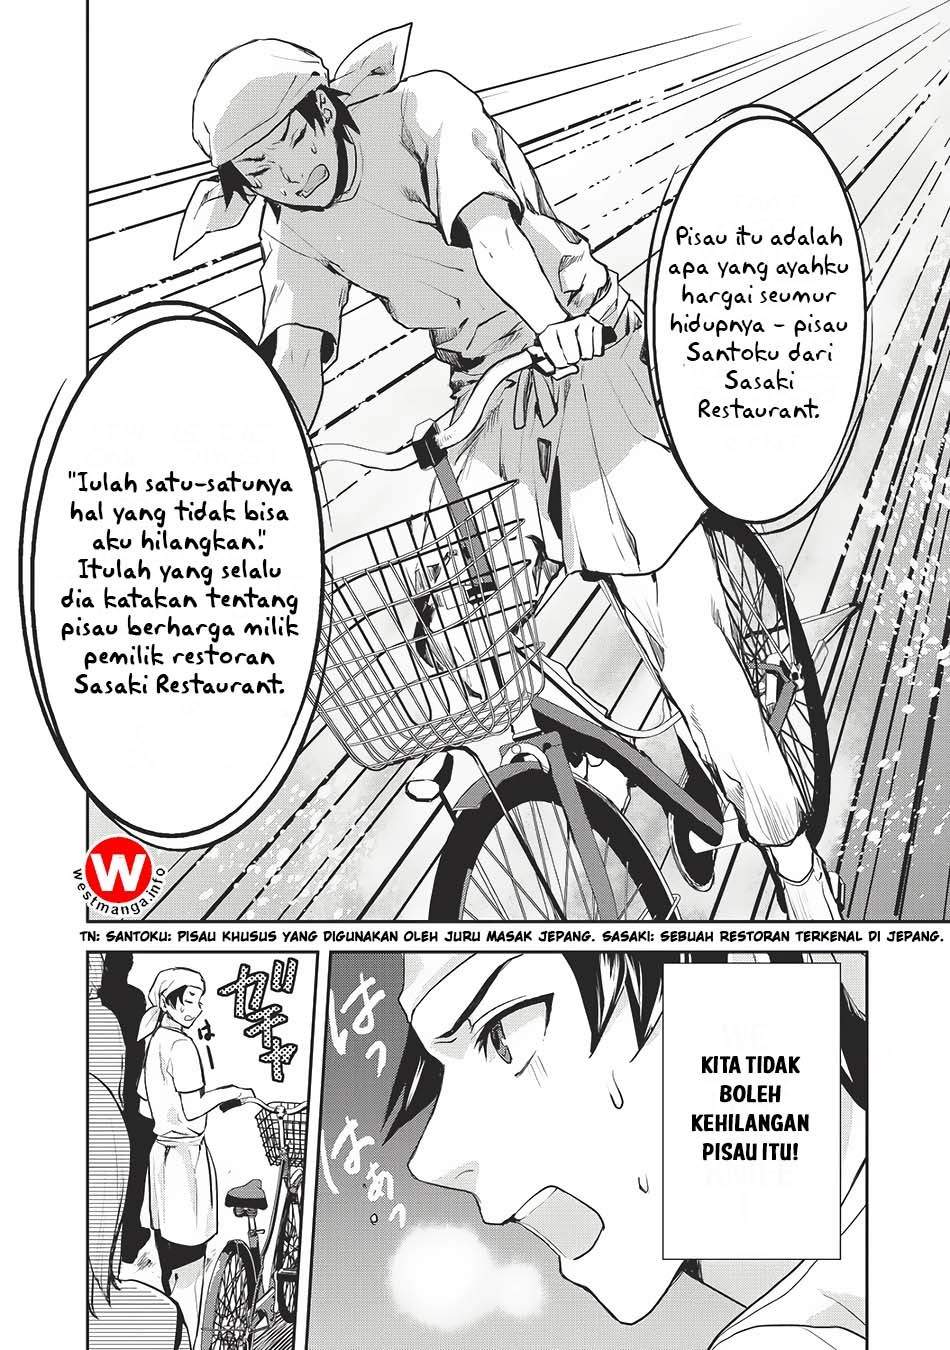 Pisau itu adalah
apa yang ayahku
hargai seumur
hidupnya - pisau
Santoku dari
Sasaki
Restaurant.
"Iulah satu-satunya
hal yang tidak bisa
aku hilangkan."
Itulah yang selalu
dia katakan tentang
pisau berharga milik
pemilik restoran
Sasaki Restaurant.
W
westmanga.info
TN: SANTOKU: PISAU KHUSUS YANG DIGUNAKAN OLEH JURU MASAK JEPANG. SASAKI: SEBUAH RESTORAN TERKENAL DI JEPANG.
KITA TIDAK
BOLEH
KEHILANGAN
PISAU ITU!
はっ
はぁっ
ガチャ
はー